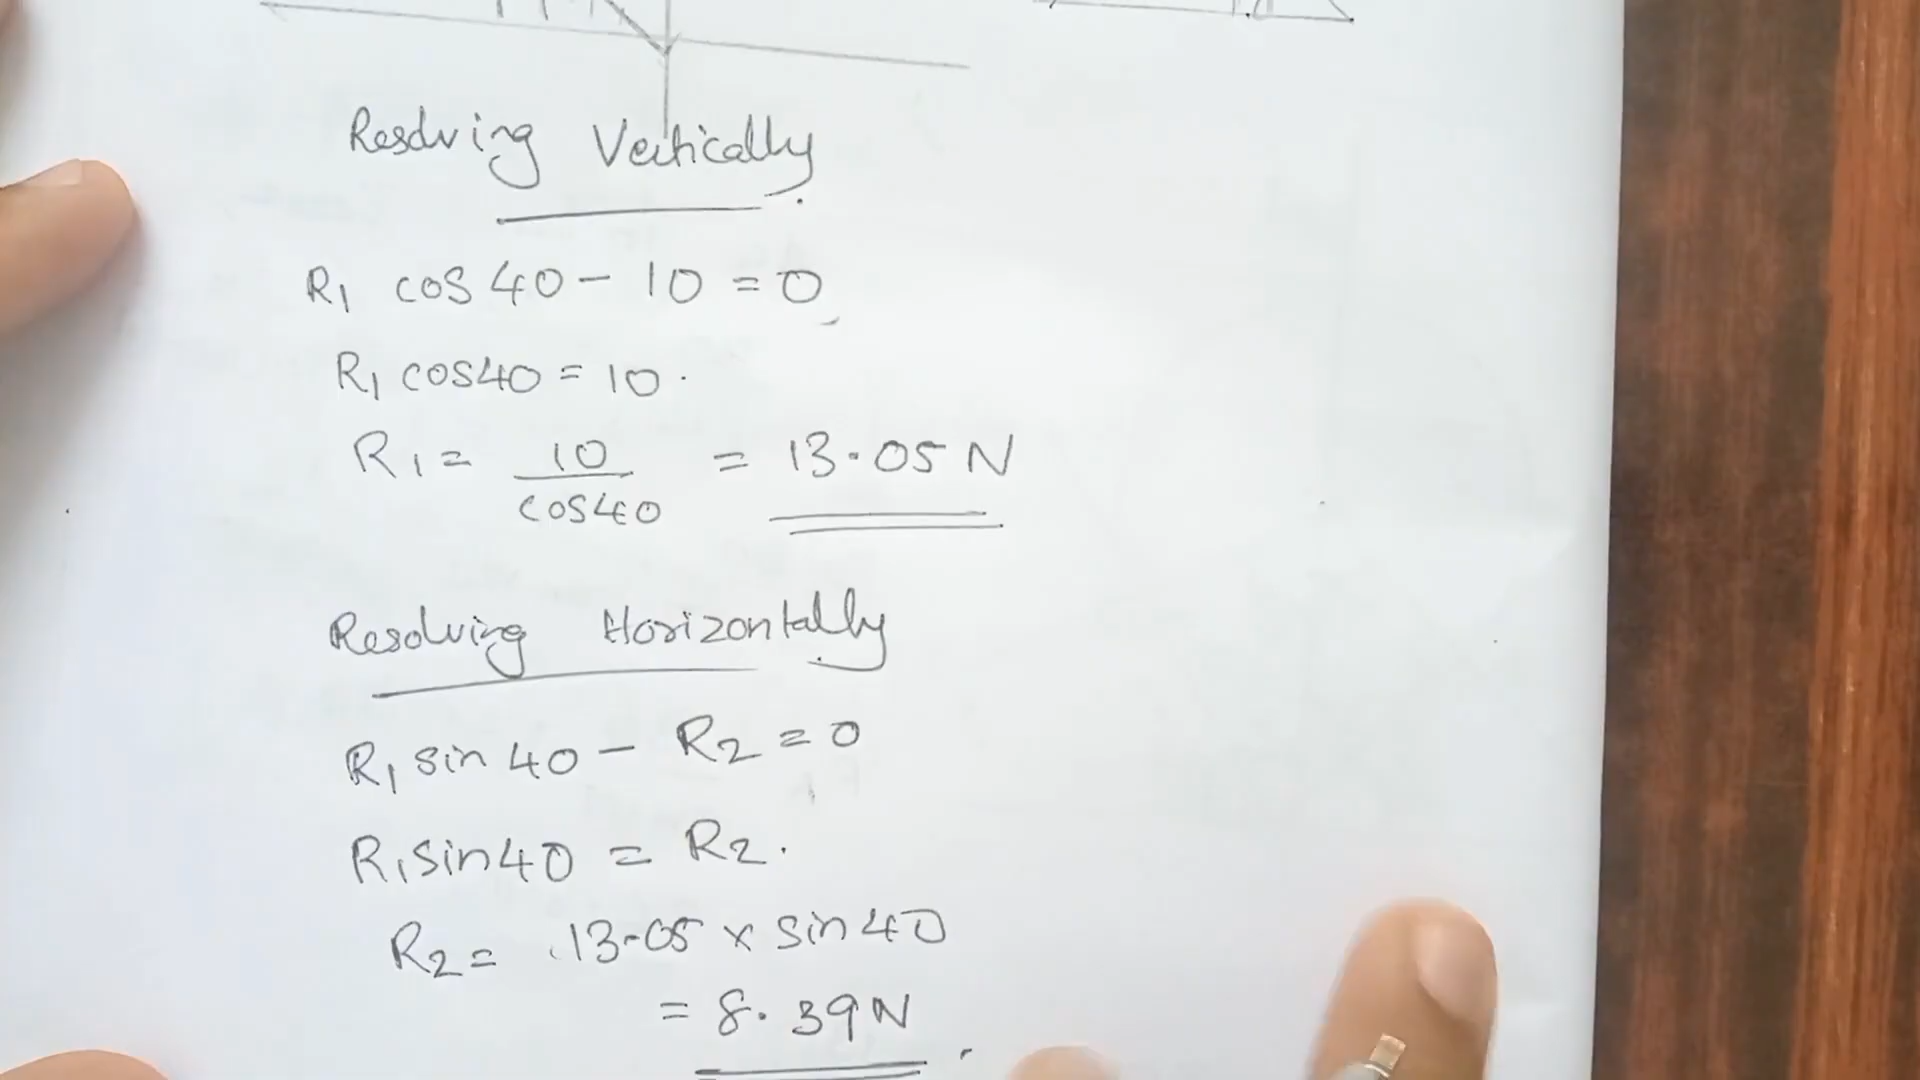 Resolving Vertically
R1 cos 40 - 10 = 0
R1 cos40 = 10.
R1 = 10/cos40 = 13.05 N
Resolving Horizontally
R1 sin 40 - R2 = 0
R1 sin40 = R2.
R2 = 13.05 x sin 40
= 8.39N